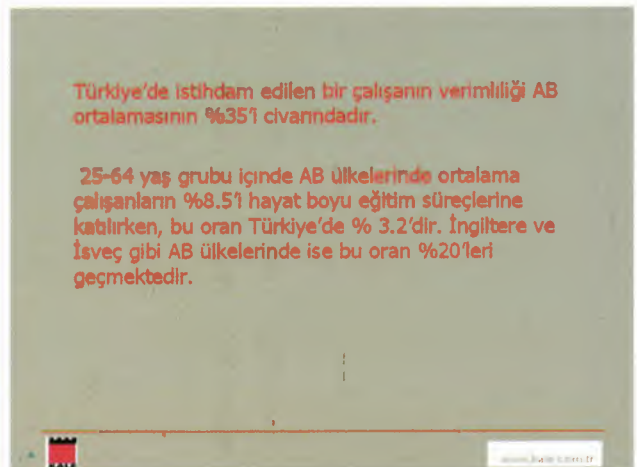 Türkiye'de istihdam edilen bir çalışanın verimliliği AB
ortalamasının %35'i civarındadır.
25-64 yaş grubu içinde AB ülkelerinde ortalama
çalışanların %8.5'i hayat boyu eğitim süreçlerine
katılırken, bu oran Türkiye'de % 3.2'dir. İngiltere ve
İsveç gibi AB ülkelerinde ise bu oran %20'leri
geçmektedir.